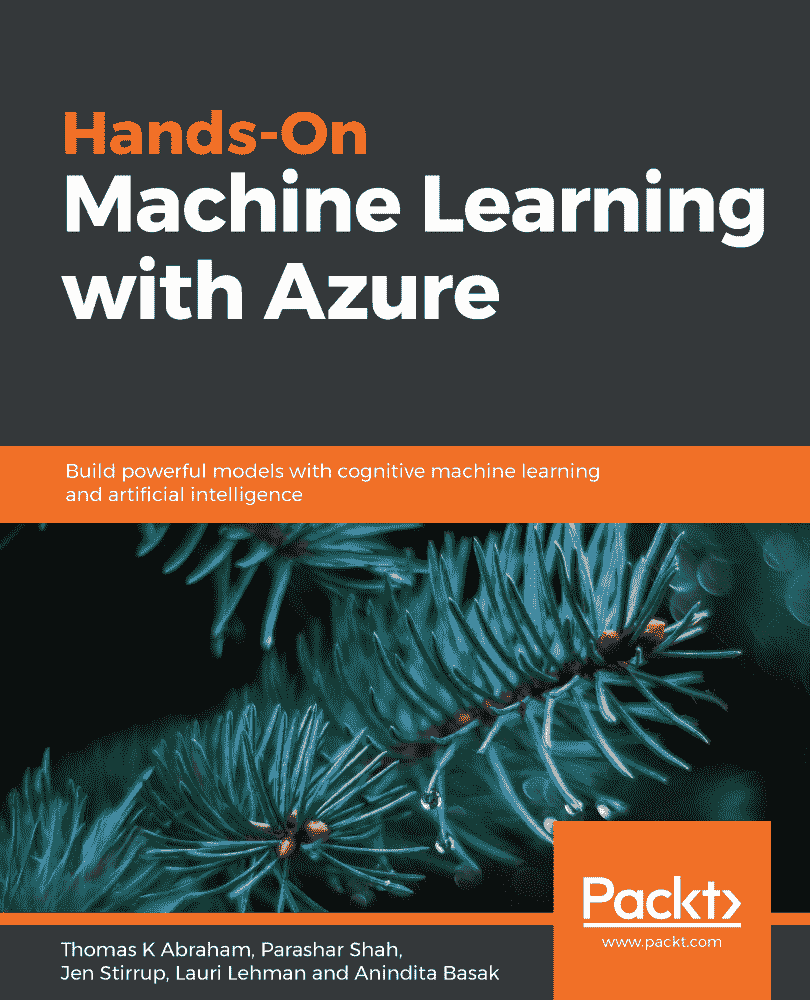 Hands-On
Machine Learning
with Azure
Build powerful models with cognitive machine learning
and artificial intelligence
Packt>
www.packt.com
Thomas K Abraham, Parashar Shah,
Jen Stirrup, Lauri Lehman and Anindita Basak